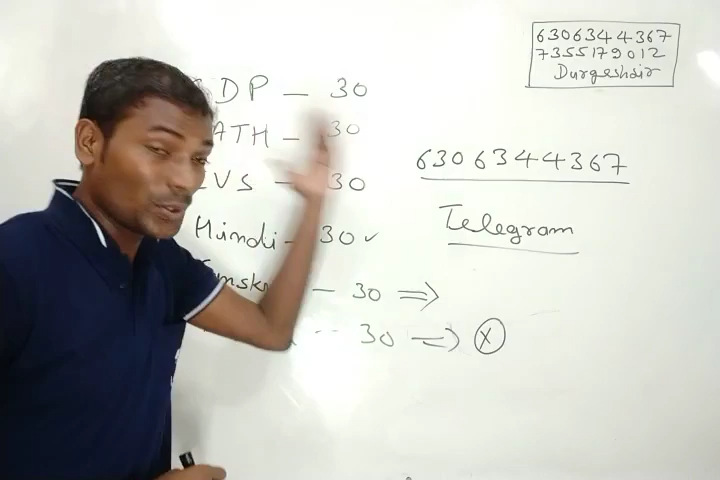 6306344367
7355179012
Durgeshsir
DP - 30
ATH - 30
VS - 30
6306344367
Telegram
Hindi - 30 ✓
- 30 ⇒
-- 30 ⇒ ⓧ